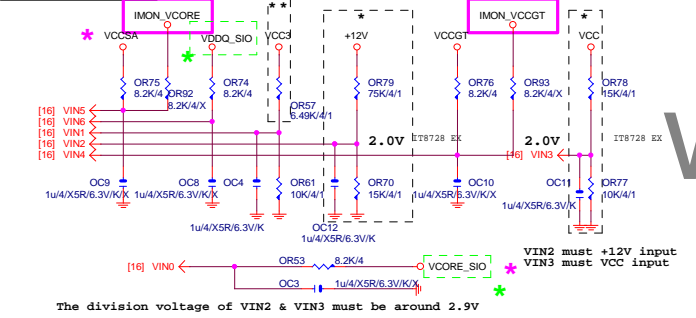 IMON_VCORE
IMON_VCCGT
**
*
*
*
VCCSA
*
VDDQ_SIO
VCC3
+12V
VCCGT
VCC
OR75
8.2K/4
OR92
8.2K/4/X
OR74
8.2K/4
OR57
6.49K/4/1
OR79
75K/4/1
OR76
8.2K/4
OR93
8.2K/4/X
OR78
15K/4/1
[16] VIN5
[16] VIN6
[16] VIN1
[16] VIN2
[16] VIN4
2.0V
IT8728 EX
2.0V
IT8728 EX
[16] VIN3
OC9
1u/4/X5R/6.3V/K/X
OC8
1u/4/X5R/6.3V/K/X
OC4
1u/4/X5R/6.3V/K
OR61
10K/4/1
OC12
1u/4/X5R/6.3V/K
OR70
15K/4/1
OC10
1u/4/X5R/6.3V/K/X
OC11
1u/4/X5R/6.3V/K
OR77
10K/4/1
[16] VIN0
OR53
8.2K/4
VCORE_SIO
*
*
OC3
1u/4/X5R/6.3V/K/X
VIN2 must +12V input
VIN3 must VCC input
The division voltage of VIN2 & VIN3 must be around 2.9V